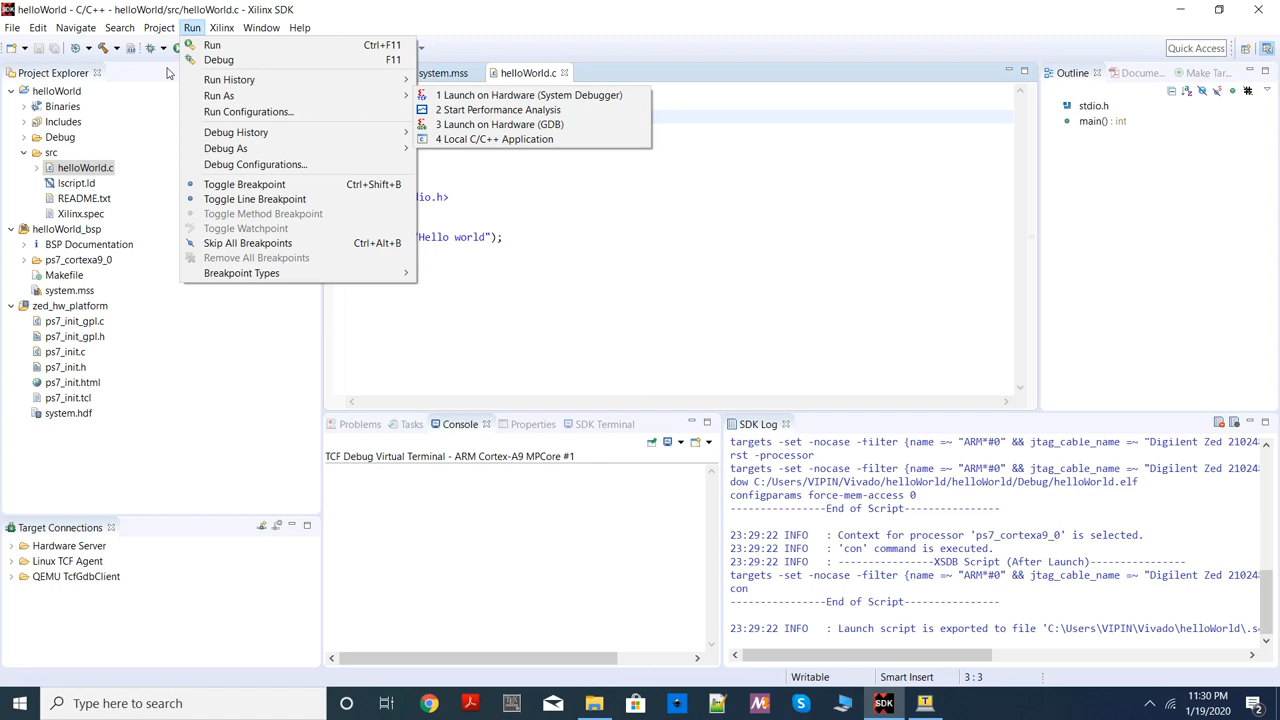 helloWorld - C/C++ - helloWorld/src/helloWorld.c - Xilinx SDK
File Edit Navigate Search Project Run Xilinx Window Help
Quick Access
Project Explorer
helloWorld
Binaries
Includes
Debug
src
helloWorld.c
lscript.ld
README.txt
Xilinx.spec
helloWorld_bsp
BSP Documentation
ps7_cortexa9_0
Makefile
system.mss
zed_hw_platform
ps7_init_gpl.c
ps7_init_gpl.h
ps7_init.c
ps7_init.h
ps7_init.html
ps7_init.tcl
system.hdf
Run Ctrl+F11
Debug F11
Run History
Run As
Run Configurations...
Debug History
Debug As
Debug Configurations...
Toggle Breakpoint Ctrl+Shift+B
Toggle Line Breakpoint
Toggle Method Breakpoint
Toggle Watchpoint
Skip All Breakpoints Ctrl+Alt+B
Remove All Breakpoints
Breakpoint Types
1 Launch on Hardware (System Debugger)
2 Start Performance Analysis
3 Launch on Hardware (GDB)
4 Local C/C++ Application
system.mss helloWorld.c
dio.h>
"Hello world");
Outline Docume... Make Tar...
stdio.h
main() : int
Target Connections
Hardware Server
Linux TCF Agent
QEMU TcfGdbClient
Problems Tasks Console Properties SDK Terminal
TCF Debug Virtual Terminal - ARM Cortex-A9 MPCore #1
SDK Log
targets -set -nocase -filter {name =~ "ARM*#0" && jtag_cable_name =~ "Digilent Zed 21024
rst -processor
targets -set -nocase -filter {name =~ "ARM*#0" && jtag_cable_name =~ "Digilent Zed 21024
dow C:/Users/VIPIN/Vivado/helloWorld/helloWorld/Debug/helloWorld.elf
configparams force-mem-access 0
----------------End of Script----------------
23:29:22 INFO : Context for processor 'ps7_cortexa9_0' is selected.
23:29:22 INFO : 'con' command is executed.
23:29:22 INFO : ----------------XSDB Script (After Launch)----------------
targets -set -nocase -filter {name =~ "ARM*#0" && jtag_cable_name =~ "Digilent Zed 21024
con
----------------End of Script----------------
23:29:22 INFO : Launch script is exported to file 'C:\Users\VIPIN\Vivado\helloWorld\.s
Writable Smart Insert 3 : 3
Type here to search
11:30 PM
1/19/2020